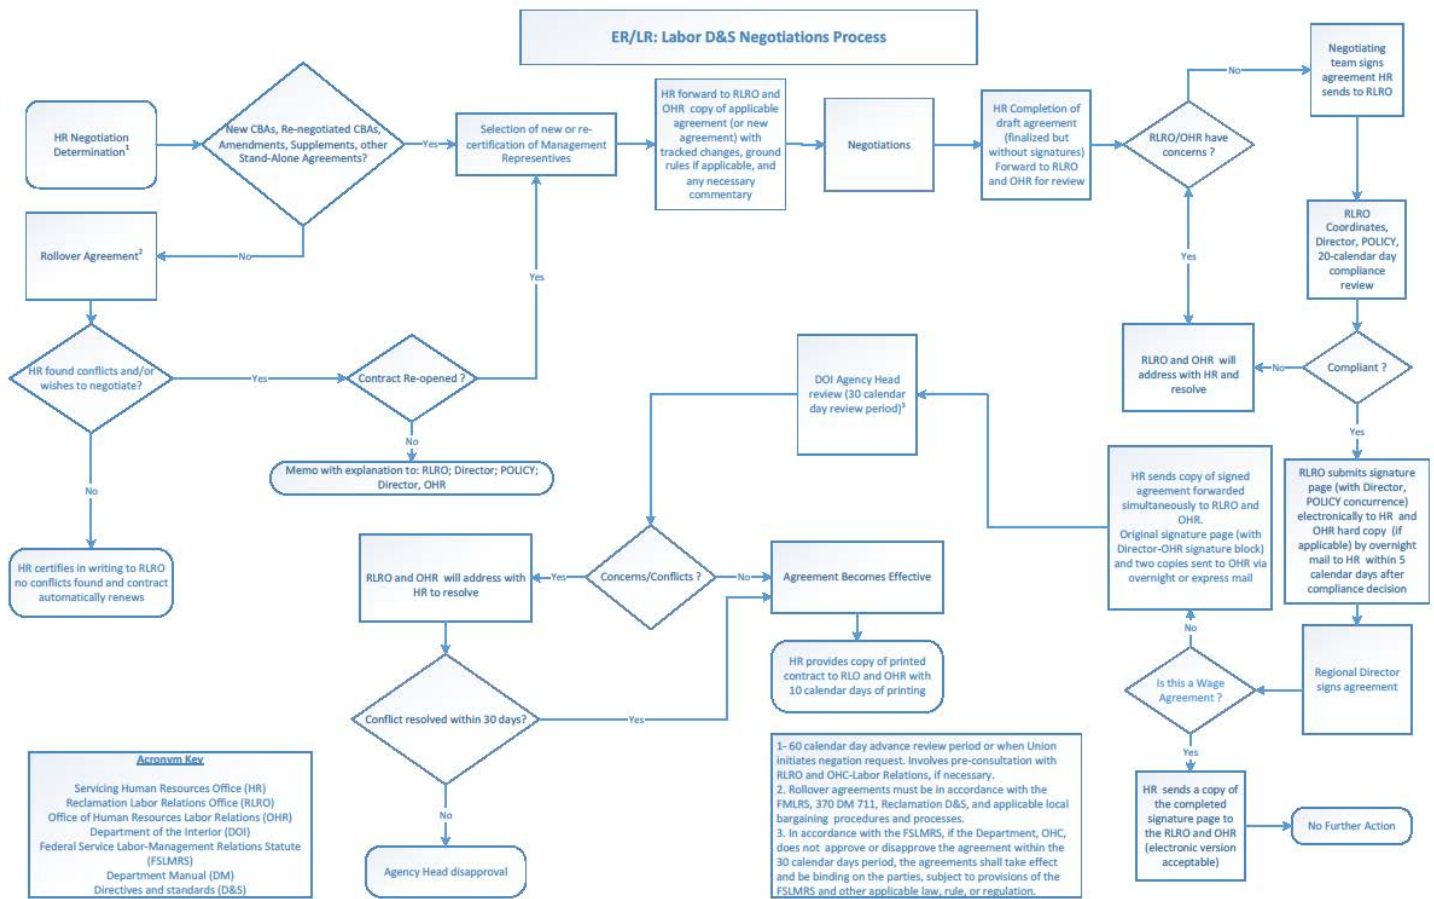 ER/LR: Labor D&S Negotiations Process
HR Negotiation
Determination1
New CBAs, Re-negotiated CBAs,
Amendments, Supplements, other
Stand-Alone Agreements?
Yes
Selection of new or re-
certification of Management
Representives
HR forward to RLRO and
OHR copy of applicable
agreement (or new
agreement) with
tracked changes, ground
rules if applicable, and
any necessary
commentary
Negotiations
HR Completion of
draft agreement
(finalized but
without signatures)
Forward to RLRO
and OHR for review
RLRO/OHR have
concerns ?
No
Negotiating
team signs
agreement HR
sends to RLRO
Yes
RLRO
Coordinates,
Director, POLICY,
20-calendar day
compliance
review
No
Rollover Agreement2
HR found conflicts and/or
wishes to negotiate?
Yes
Contract Re-opened ?
Yes
No
Memo with explanation to: RLRO; Director; POLICY;
Director, OHR
No
HR certifies in writing to RLRO
no conflicts found and contract
automatically renews
RLRO and OHR will
address with HR and
resolve
No
Compliant ?
Yes
RLRO submits signature
page (with Director,
POLICY concurrence)
electronically to HR and
OHR hard copy (if
applicable) by overnight
mail to HR within 5
calendar days after
compliance decision
Regional Director
signs agreement
Is this a Wage
Agreement ?
No
HR sends copy of signed
agreement forwarded
simultaneously to RLRO and
OHR.
Original signature page (with
Director-OHR signature block)
and two copies sent to OHR via
overnight or express mail
Yes
HR sends a copy of
the completed
signature page to
the RLRO and OHR
(electronic version
acceptable)
No Further Action
DOI Agency Head
review (30 calendar
day review period)3
Concerns/Conflicts ?
Yes
RLRO and OHR will address with
HR to resolve
No
Agreement Becomes Effective
HR provides copy of printed
contract to RLO and OHR with
10 calendar days of printing
Conflict resolved within 30 days?
Yes
No
Agency Head disapproval
Acronym Key
Servicing Human Resources Office (HR)
Reclamation Labor Relations Office (RLRO)
Office of Human Resources Labor Relations (OHR)
Department of the Interior (DOI)
Federal Service Labor-Management Relations Statute
(FSLMRS)
Department Manual (DM)
Directives and standards (D&S)
1- 60 calendar day advance review period or when Union
initiates negation request. Involves pre-consultation with
RLRO and OHC-Labor Relations, if necessary.
2. Rollover agreements must be in accordance with the
FMLRS, 370 DM 711, Reclamation D&S, and applicable local
bargaining procedures and processes.
3. In accordance with the FSLMRS, if the Department, OHC,
does not approve or disapprove the agreement within the
30 calendar days period, the agreements shall take effect
and be binding on the parties, subject to provisions of the
FSLMRS and other applicable law, rule, or regulation.